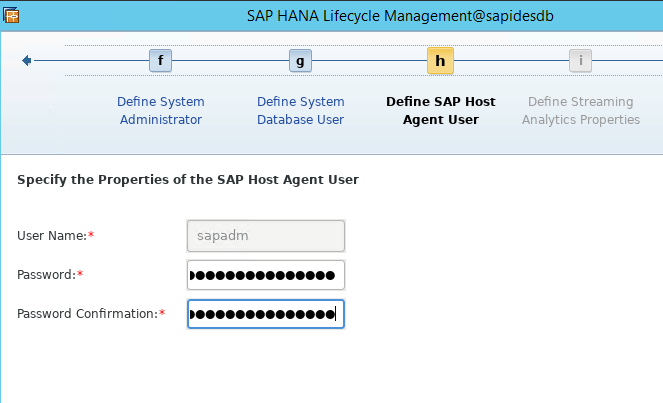 SAP HANA Lifecycle Management@sapidesdb
f
g
h
i
Define System
Administrator
Define System
Database User
Define SAP Host
Agent User
Define Streaming
Analytics Properties
Specify the Properties of the SAP Host Agent User
User Name:*
sapadm
Password:*
Password Confirmation:*